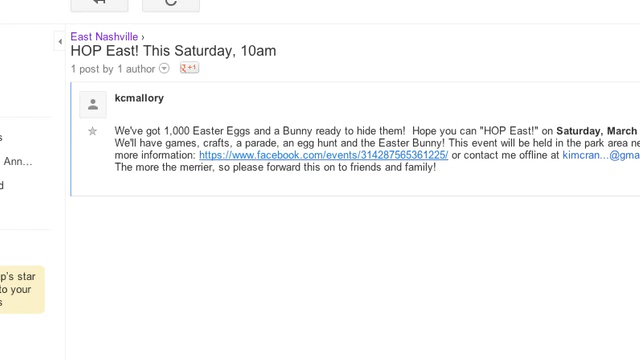 East Nashville ›
HOP East! This Saturday, 10am
1 post by 1 author
g +1
kcmallory
We've got 1,000 Easter Eggs and a Bunny ready to hide them! Hope you can "HOP East!" on Saturday, March
We'll have games, crafts, a parade, an egg hunt and the Easter Bunny! This event will be held in the park area ne
more information: https://www.facebook.com/events/314287565361225/ or contact me offline at kimcran...@gma
The more the merrier, so please forward this on to friends and family!
s
Ann...
d
p's star
to your
s